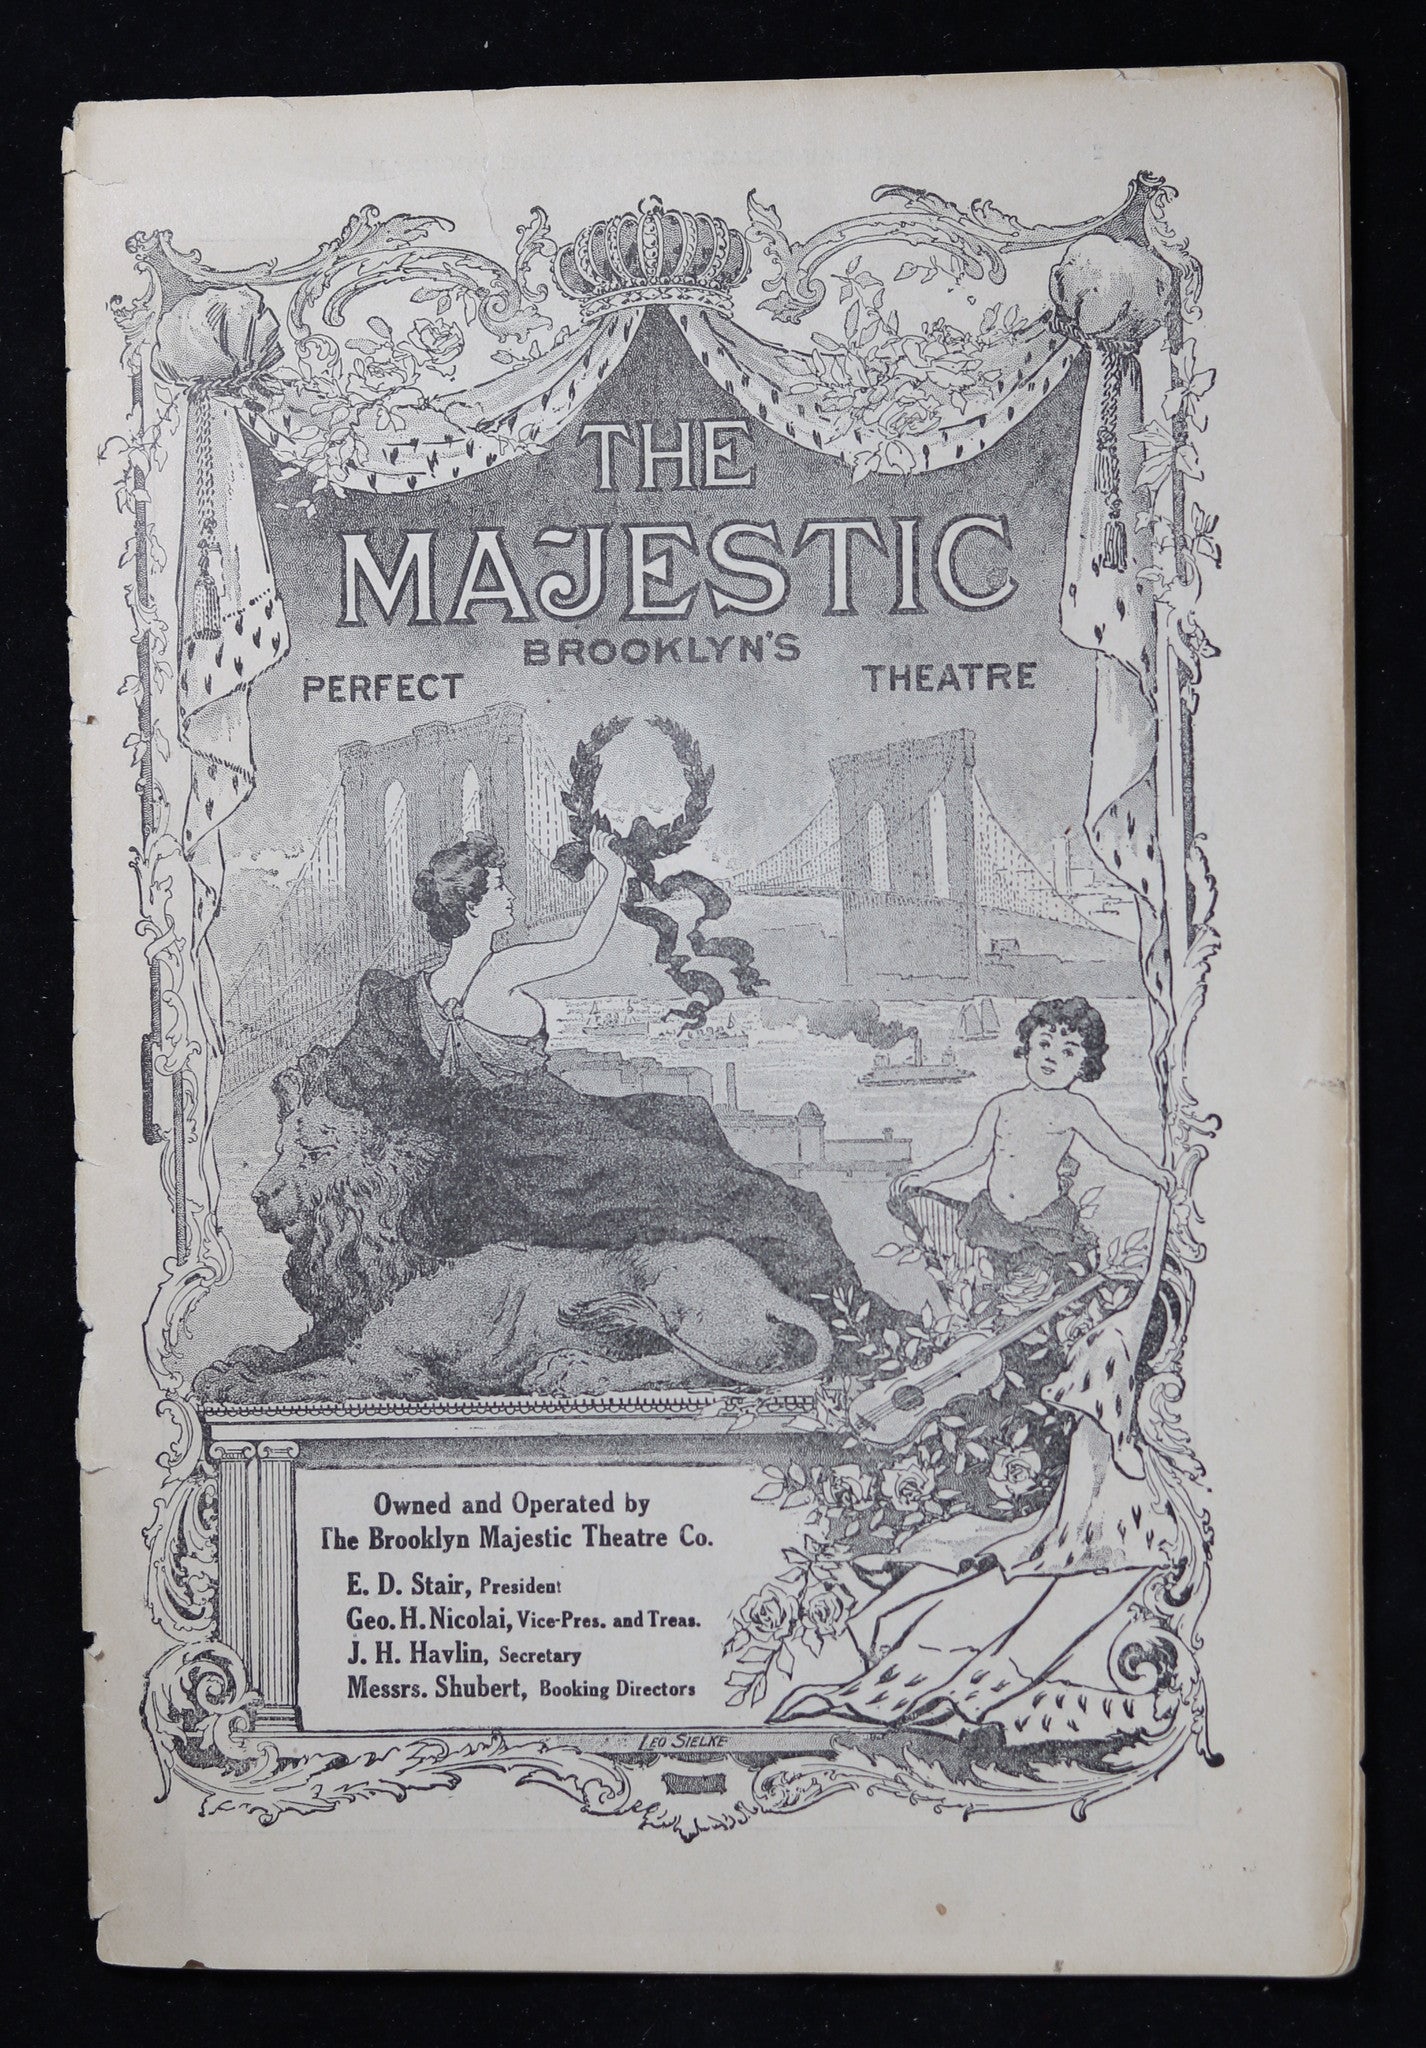 THE
MAJESTIC
BROOKLYN'S
PERFECT THEATRE
Owned and Operated by
The Brooklyn Majestic Theatre Co.
E. D. Stair, President
Geo. H. Nicolai, Vice-Pres. and Treas.
J. H. Havlin, Secretary
Messrs. Shubert, Booking Directors
LEO SIELKE